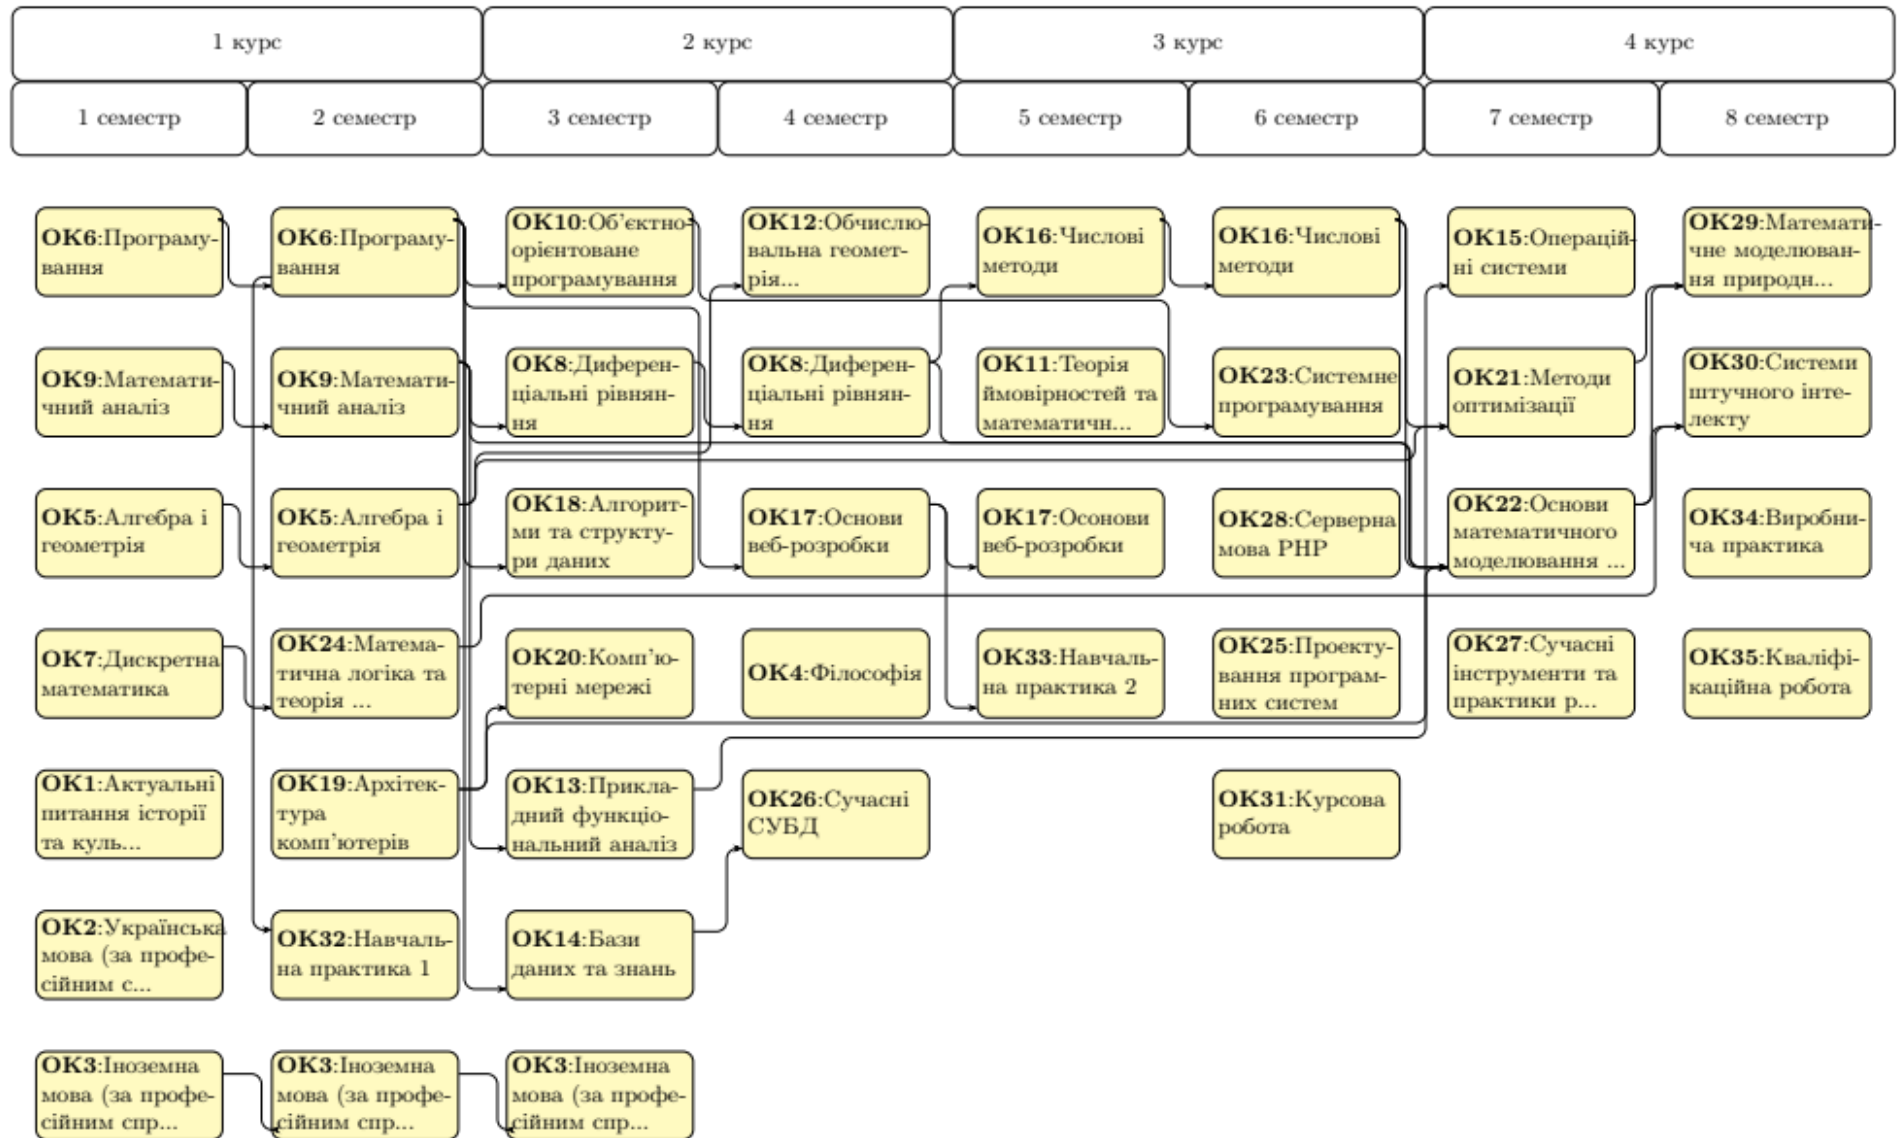 1 курс
2 курс
3 курс
4 курс
1 семестр
2 семестр
3 семестр
4 семестр
5 семестр
6 семестр
7 семестр
8 семестр
ОК6:Програму-
вання
ОК6:Програму-
вання
ОК10:Об'єктно-
орієнтоване
програмування
ОК12:Обчислю-
вальна геомет-
рія...
ОК16:Числові
методи
ОК16:Числові
методи
ОК15:Операцій-
ні системи
ОК29:Математи-
чне моделюван-
ня природн...
ОК9:Математи-
чний аналіз
ОК9:Математи-
чний аналіз
ОК8:Диферен-
ціальні рівнян-
ня
ОК8:Диферен-
ціальні рівнян-
ня
ОК11:Теорія
ймовірностей та
математичн...
ОК23:Системне
програмування
ОК21:Методи
оптимізації
ОК30:Системи
штучного інте-
лекту
ОК5:Алгебра і
геометрія
ОК5:Алгебра і
геометрія
ОК18:Алгорит-
ми та структу-
ри даних
ОК17:Основи
веб-розробки
ОК17:Осонови
веб-розробки
ОК28:Серверна
мова PHP
ОК22:Основи
математичного
моделювання ...
ОК34:Виробни-
ча практика
ОК7:Дискретна
математика
ОК24:Матема-
тична логіка та
теорія ...
ОК20:Комп'ю-
терні мережі
ОК4:Філософія
ОК33:Навчаль-
на практика 2
ОК25:Проекту-
вання програм-
них систем
ОК27:Сучасні
інструменти та
практики р...
ОК35:Кваліфі-
каційна робота
ОК1:Актуальні
питання історії
та куль...
ОК19:Архітек-
тура
комп'ютерів
ОК13:Прикла-
дний функціо-
нальний аналіз
ОК26:Сучасні
СУБД
ОК31:Курсова
робота
ОК2:Українська
мова (за профе-
сійним с...
ОК32:Навчаль-
на практика 1
ОК14:Бази
даних та знань
ОК3:Іноземна
мова (за профе-
сійним спр...
ОК3:Іноземна
мова (за профе-
сійним спр...
ОК3:Іноземна
мова (за профе-
сійним спр...